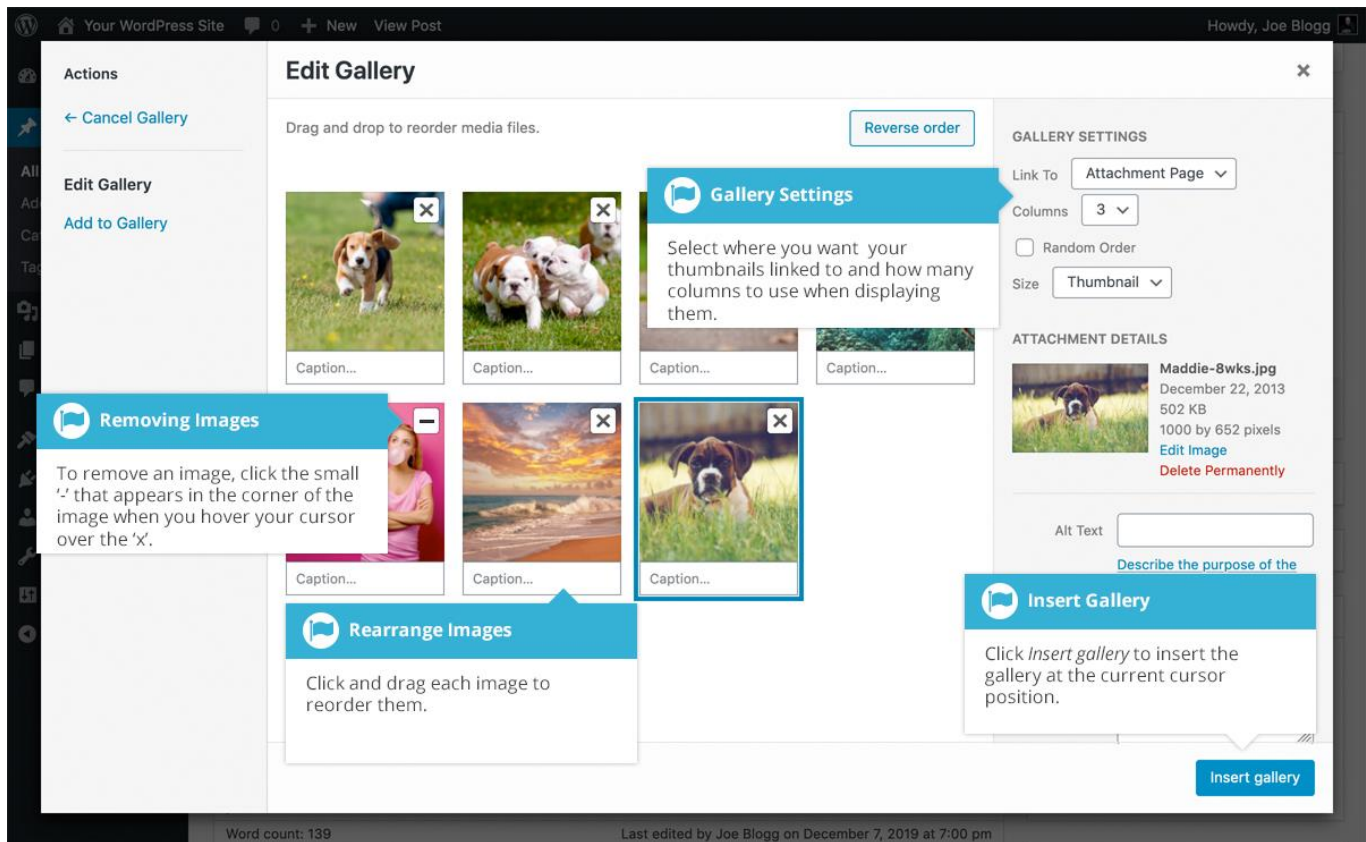 Your WordPress Site 0 + New View Post Howdy, Joe Blogg
Actions
← Cancel Gallery
Edit Gallery
Add to Gallery
All
Edit Gallery
Drag and drop to reorder media files.
Reverse order
GALLERY SETTINGS
Link To Attachment Page
Columns 3
Random Order
Size Thumbnail
Gallery Settings
Select where you want your
thumbnails linked to and how many
columns to use when displaying
them.
Caption... Caption... Caption... Caption...
ATTACHMENT DETAILS
Maddie-8wks.jpg
December 22, 2013
502 KB
1000 by 652 pixels
Edit Image
Delete Permanently
Removing Images
To remove an image, click the small
‘-’ that appears in the corner of the
image when you hover your cursor
over the ‘x’.
Caption... Caption... Caption...
Alt Text
Describe the purpose of the
Rearrange Images
Click and drag each image to
reorder them.
Insert Gallery
Click Insert gallery to insert the
gallery at the current cursor
position.
Insert gallery
Word count: 139 Last edited by Joe Blogg on December 7, 2019 at 7:00 pm